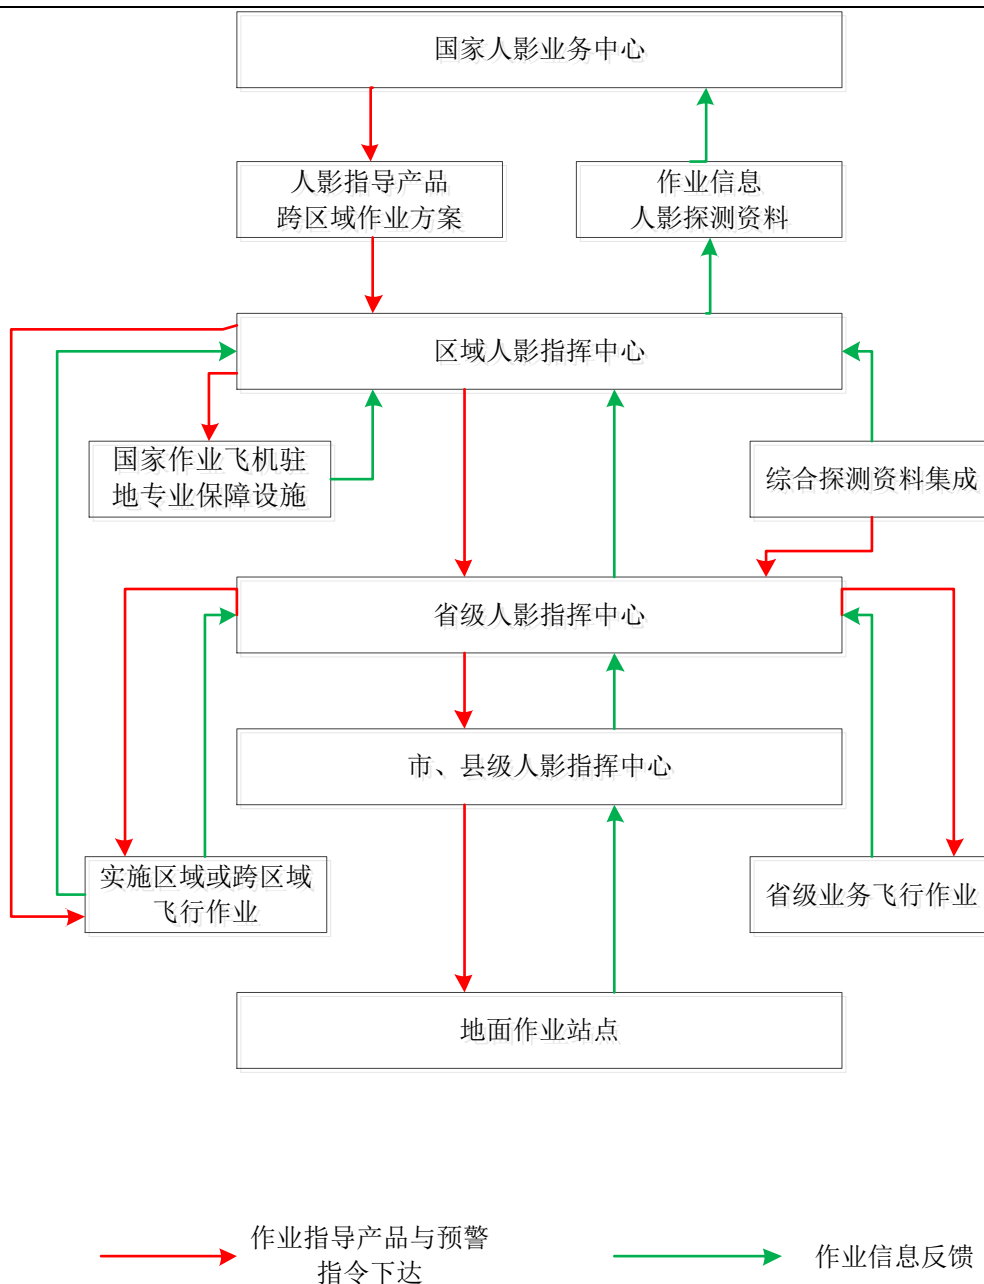 国家人影业务中心
人影指导产品
跨区域作业方案
作业信息
人影探测资料
区域人影指挥中心
国家作业飞机驻
地专业保障设施
综合探测资料集成
省级人影指挥中心
市、县级人影指挥中心
实施区域或跨区域
飞行作业
省级业务飞行作业
地面作业站点
作业指导产品与预警
指令下达
作业信息反馈